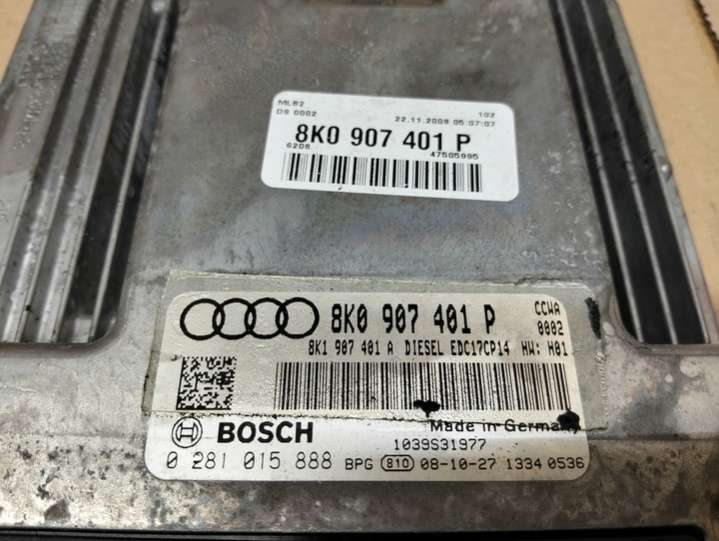 MLB2 102
DS 0002 22.11.2008 05:07:07
8K0 907 401 P
6208 47505995
8K0 907 401 P CCWA
0002
8K1 907 401 A DIESEL EDC17CP14 HW: H01
BOSCH Made in Germany
1039S31977
0 281 015 888 BPG 810 08-10-27 1334 0536